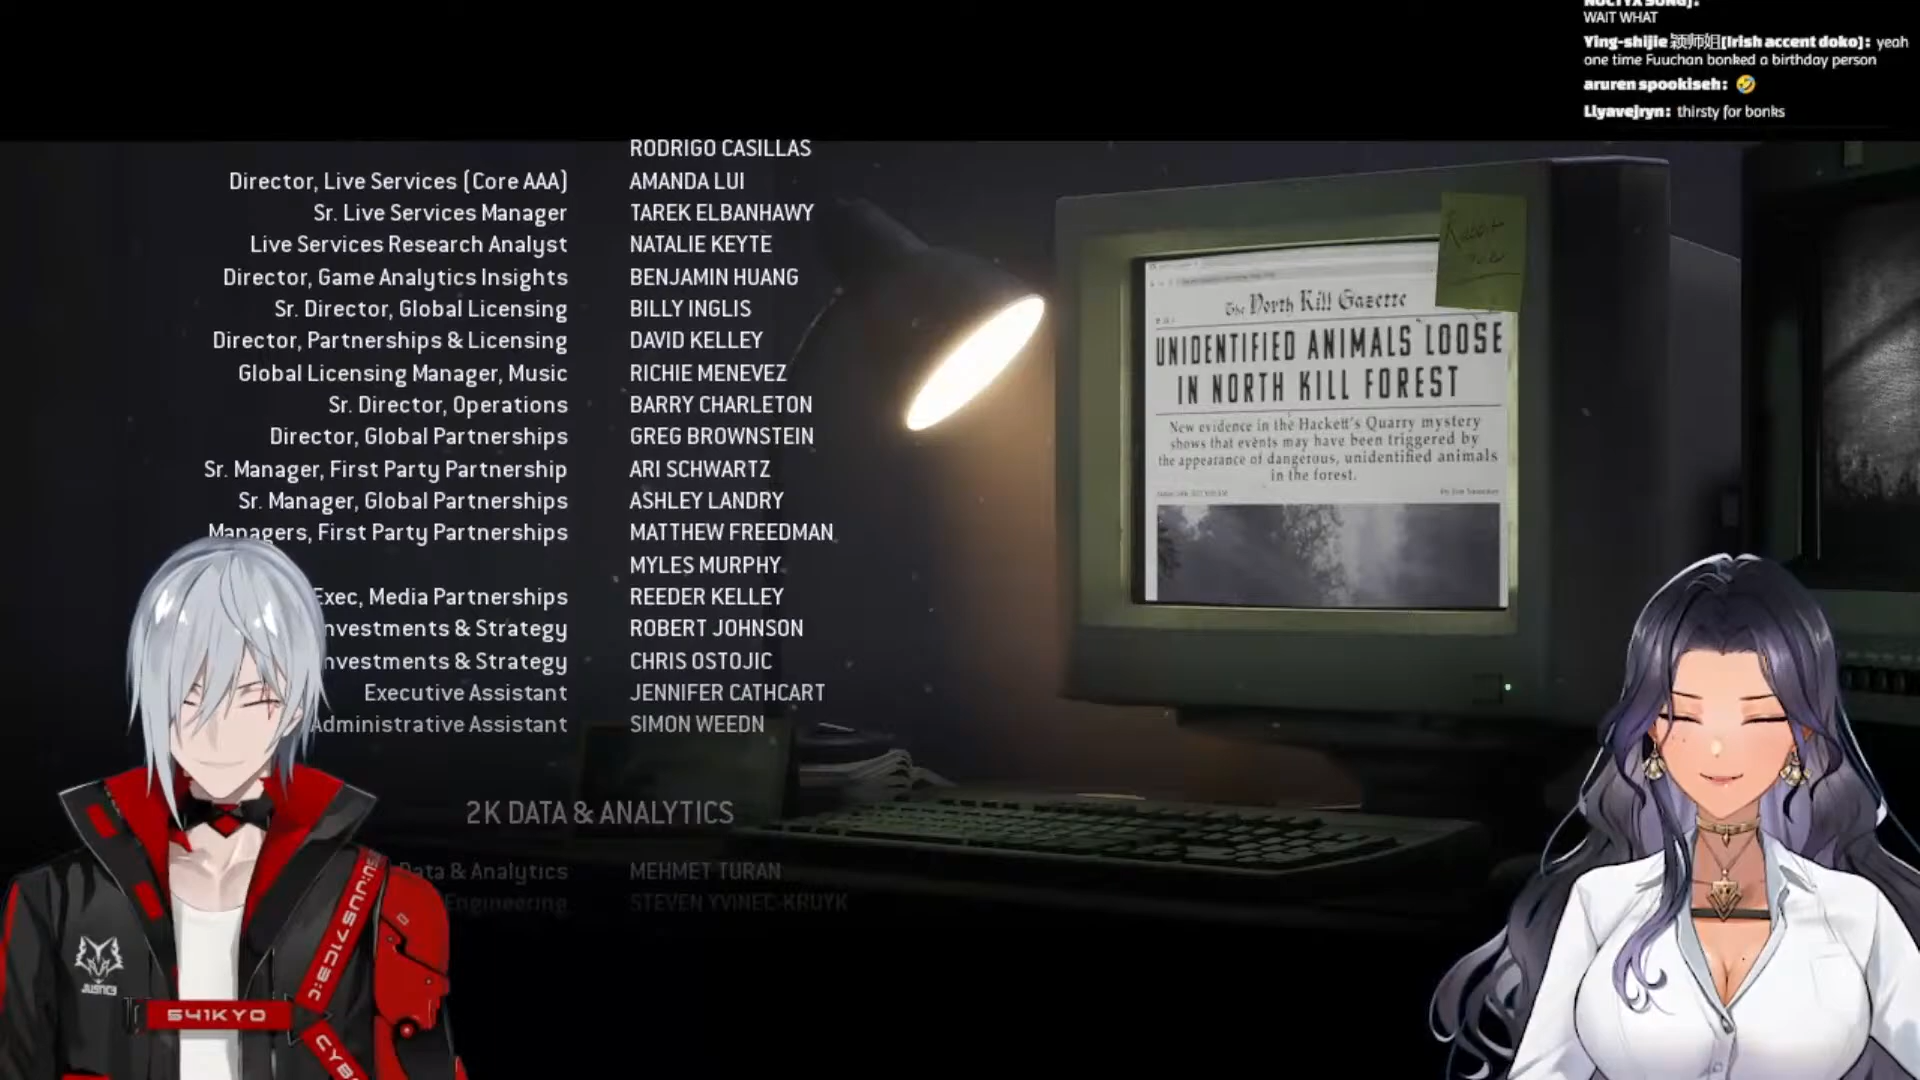 WAIT WHAT
Ying-shijie 颖师姐[Irish accent doko]: yeah
one time Fuuchan bonked a birthday person
aruren spookiseh: 🤣
Llyavejryn: thirsty for bonks
RODRIGO CASILLAS
Director, Live Services (Core AAA) AMANDA LUI
Sr. Live Services Manager TAREK ELBANHAWY
Live Services Research Analyst NATALIE KEYTE
Director, Game Analytics Insights BENJAMIN HUANG
Sr. Director, Global Licensing BILLY INGLIS
Director, Partnerships & Licensing DAVID KELLEY
Global Licensing Manager, Music RICHIE MENEVEZ
Sr. Director, Operations BARRY CHARLETON
Director, Global Partnerships GREG BROWNSTEIN
Sr. Manager, First Party Partnership ARI SCHWARTZ
Sr. Manager, Global Partnerships ASHLEY LANDRY
Managers, First Party Partnerships MATTHEW FREEDMAN
MYLES MURPHY
Exec, Media Partnerships REEDER KELLEY
nvestments & Strategy ROBERT JOHNSON
nvestments & Strategy CHRIS OSTOJIC
Executive Assistant JENNIFER CATHCART
Administrative Assistant SIMON WEEDN
2K DATA & ANALYTICS
Data & Analytics MEHMET TURAN
Engineering STEVEN YVINEC-KRUYK
The North Kill Gazette
UNIDENTIFIED ANIMALS LOOSE
IN NORTH KILL FOREST
New evidence in the Hackett's Quarry mystery
shows that events may have been triggered by
the appearance of dangerous, unidentified animals
in the forest.
JUSTIC3
S41KYO